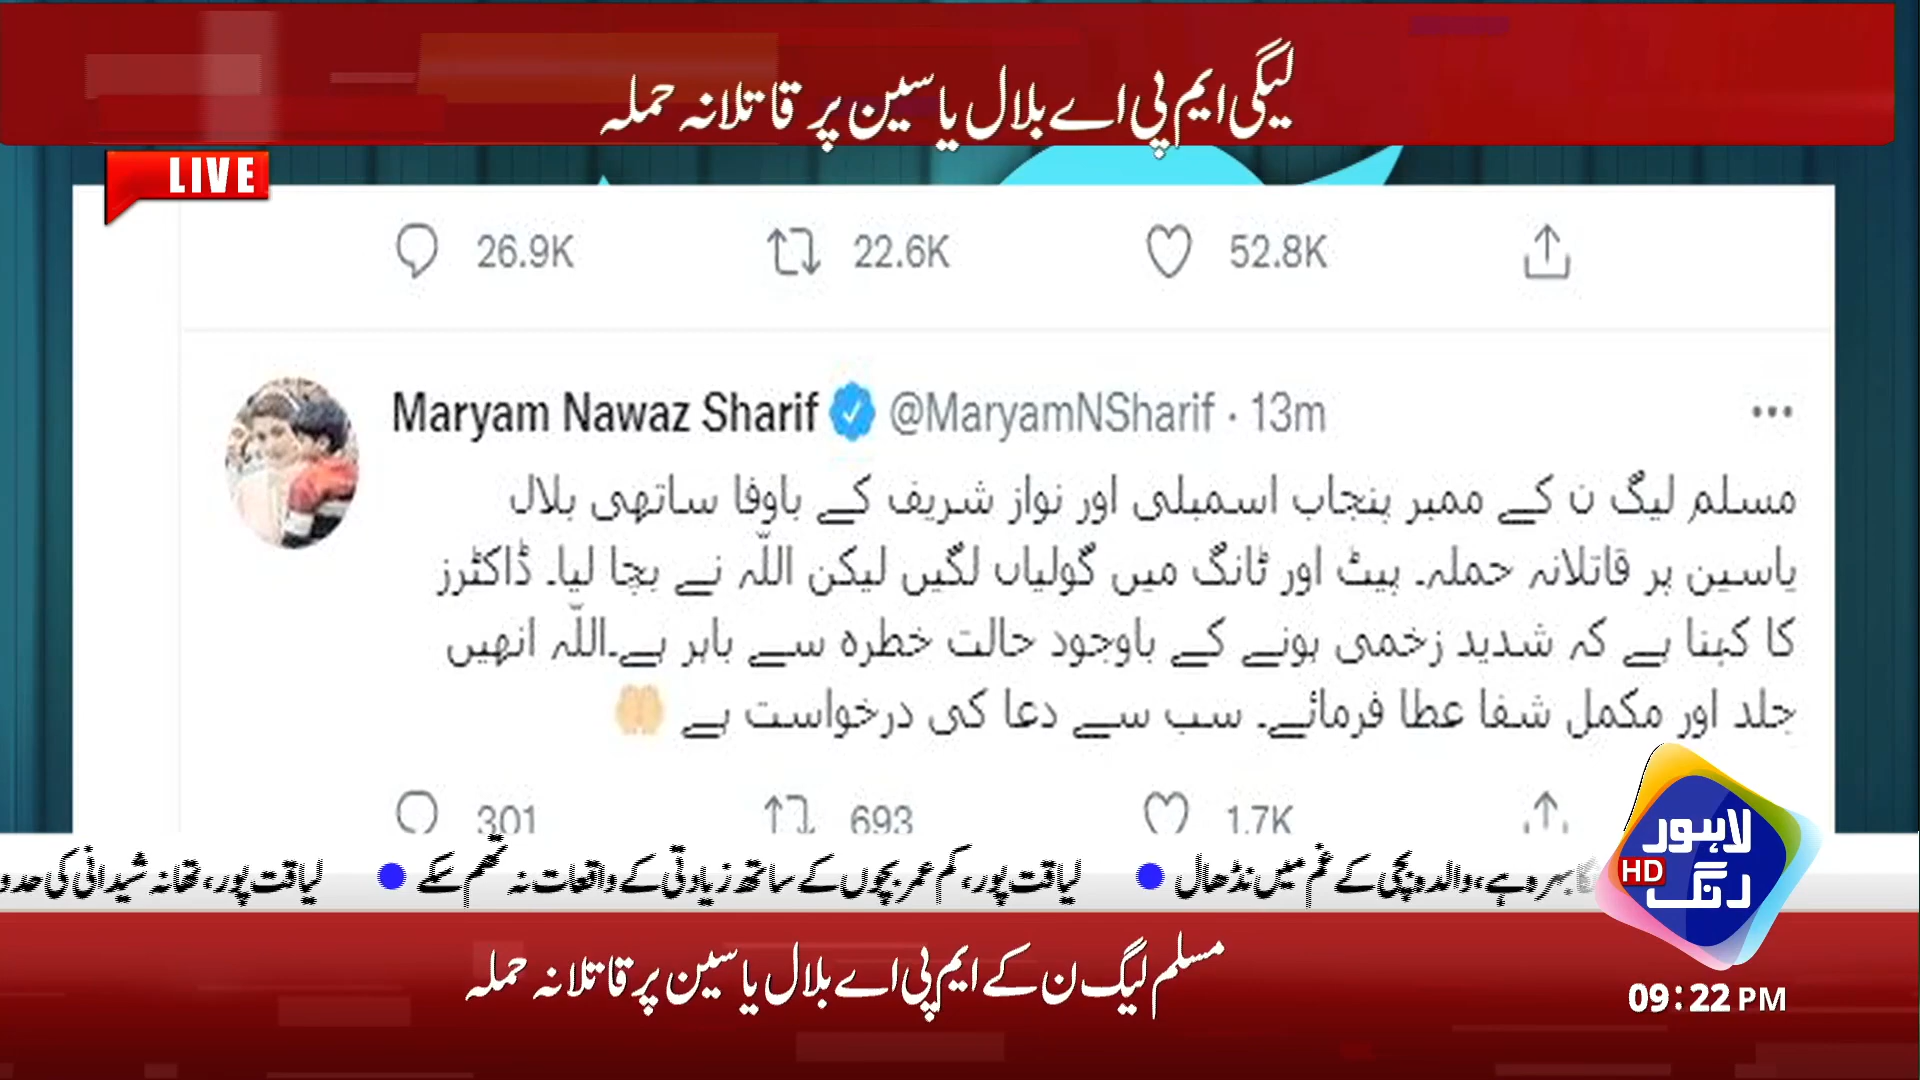 لیگی ایم پی اے بلال یاسین پر قاتلانہ حملہ
LIVE
26.9K 22.6K 52.8K
Maryam Nawaz Sharif @MaryamNSharif · 13m
مسلم لیگ ن کے ممبر پنجاب اسمبلی اور نواز شریف کے باوفا ساتھی بلال
یاسین پر قاتلانہ حملہ۔ پیٹ اور ٹانگ میں گولیاں لگیں لیکن اللّہ نے بچا لیا۔ ڈاکٹرز
کا کہنا ہے کہ شدید زخمی ہونے کے باوجود حالت خطرہ سے باہر ہے۔اللّہ انھیں
جلد اور مکمل شفا عطا فرمائے۔ سب سے دعا کی درخواست ہے 🤲🏻
301 693 1.7K
بہرہ ہے، والدہ بچی کے غم میں نڈھال ● لیاقت پور، کم عمر بچوں کے ساتھ زیادتی کے واقعات نہ تھم سکے ● لیاقت پور، تھانہ شیدانی کی حدو
لاہور
رنگ
HD
مسلم لیگ ن کے ایم پی اے بلال یاسین پر قاتلانہ حملہ
09:22 PM